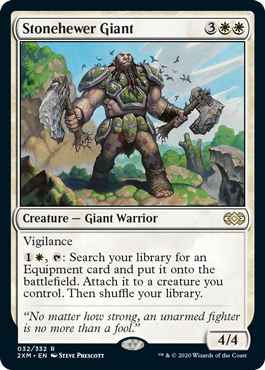 Stonehewer Giant 3
Creature — Giant Warrior
Vigilance
1, : Search your library for an
Equipment card and put it onto the
battlefield. Attach it to a creature you
control. Then shuffle your library.
“No matter how strong, an unarmed fighter
is no more than a fool.”
4/4
032/332 R
2XM • EN Steve Prescott
™ & © 2020 Wizards of the Coast